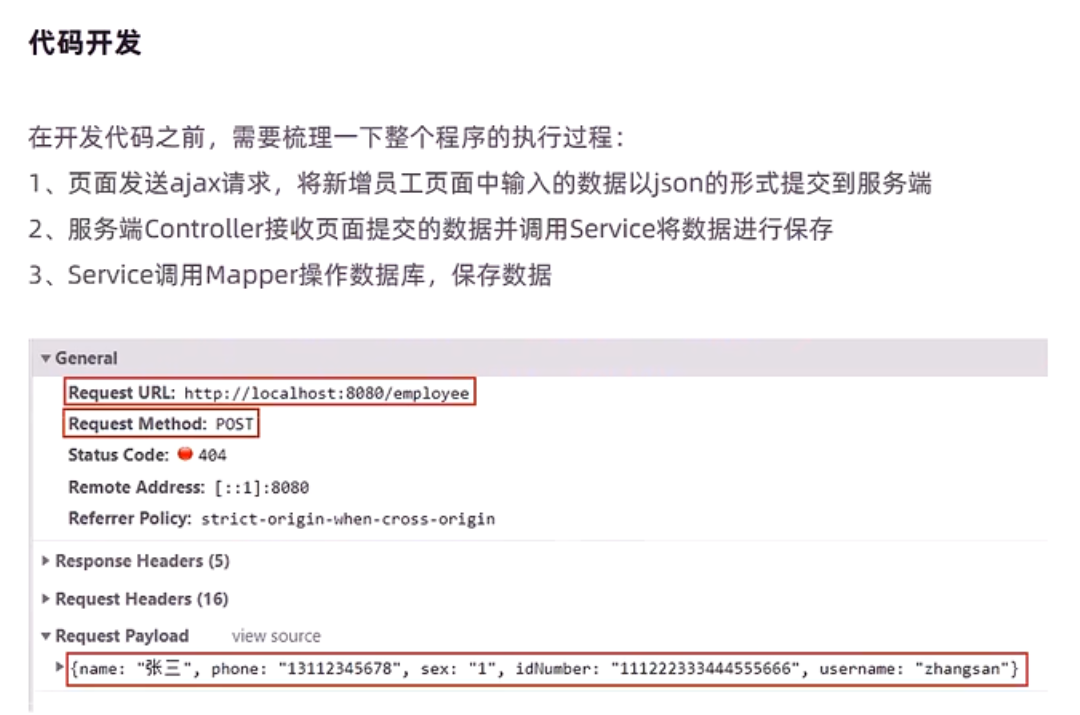 代码开发
在开发代码之前，需要梳理一下整个程序的执行过程：
1、页面发送ajax请求，将新增员工页面中输入的数据以json的形式提交到服务端
2、服务端Controller接收页面提交的数据并调用Service将数据进行保存
3、Service调用Mapper操作数据库，保存数据
General
Request URL: http://localhost:8080/employee
Request Method: POST
Status Code: 404
Remote Address: [::1]:8080
Referrer Policy: strict-origin-when-cross-origin
Response Headers (5)
Request Headers (16)
Request Payload view source
{name: "张三", phone: "13112345678", sex: "1", idNumber: "111222333444555666", username: "zhangsan"}